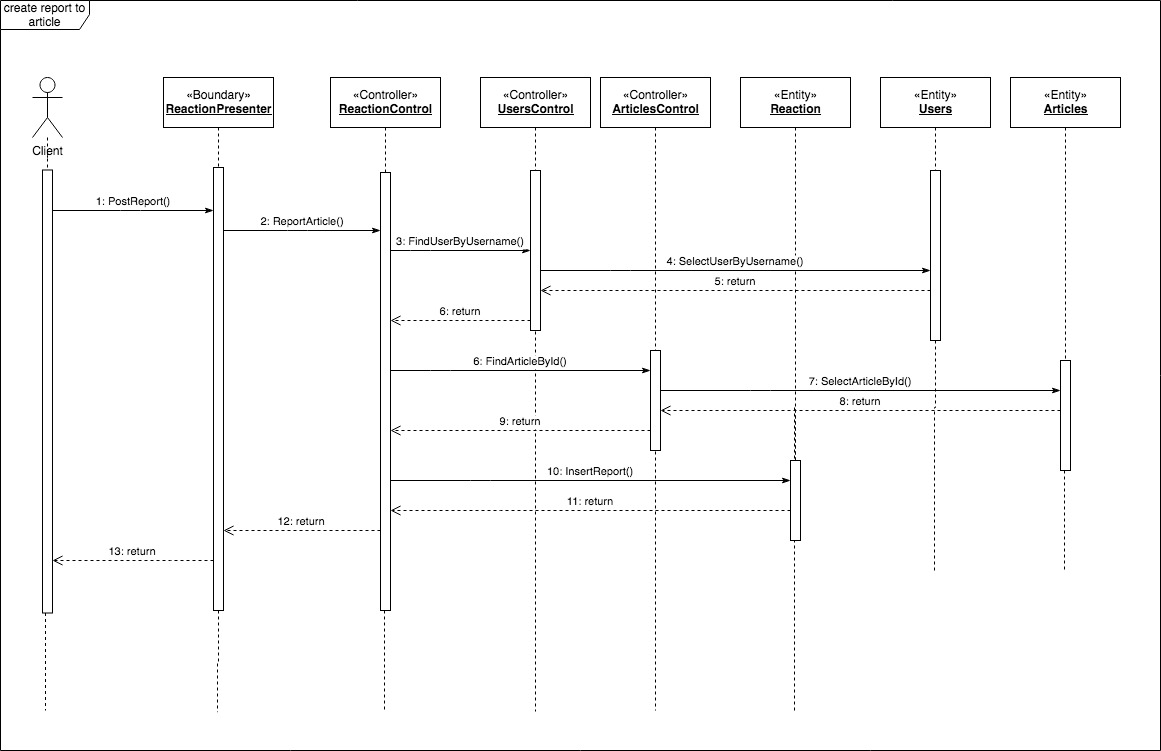 create report to
article
Client
«Boundary»
ReactionPresenter
«Controller»
ReactionControl
«Controller»
UsersControl
«Controller»
ArticlesControl
«Entity»
Reaction
«Entity»
Users
«Entity»
Articles
1: PostReport()
2: ReportArticle()
3: FindUserByUsername()
4: SelectUserByUsername()
5: return
6: return
6: FindArticleById()
7: SelectArticleById()
8: return
9: return
10: InsertReport()
11: return
12: return
13: return